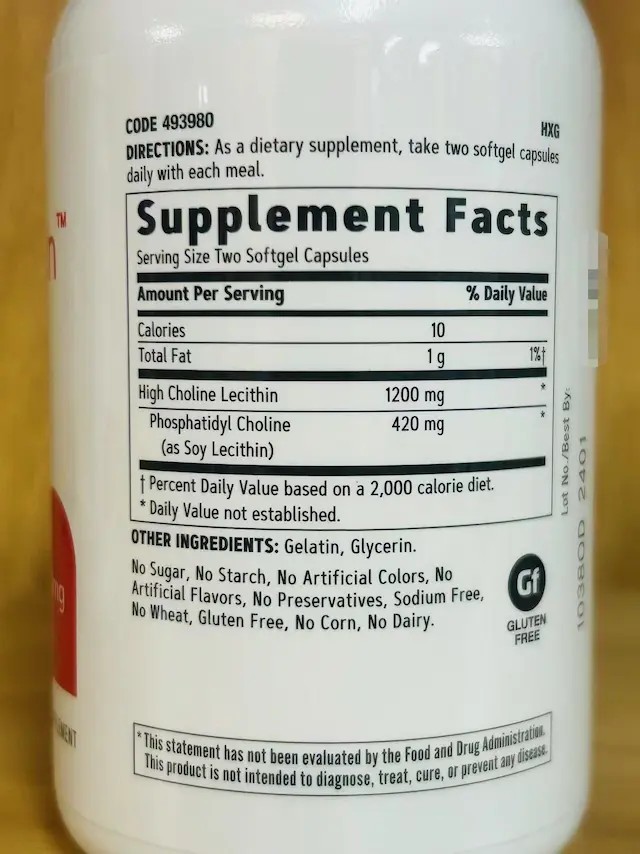 CODE 493980
HXG
DIRECTIONS: As a dietary supplement, take two softgel capsules
daily with each meal.
TM
Supplement Facts
Serving Size Two Softgel Capsules
Amount Per Serving % Daily Value
Calories 10
Total Fat 1 g 1%†
High Choline Lecithin 1200 mg *
Phosphatidyl Choline 420 mg *
(as Soy Lecithin)
† Percent Daily Value based on a 2,000 calorie diet.
* Daily Value not established.
OTHER INGREDIENTS: Gelatin, Glycerin.
No Sugar, No Starch, No Artificial Colors, No
Artificial Flavors, No Preservatives, Sodium Free,
No Wheat, Gluten Free, No Corn, No Dairy.
Gf
GLUTEN
FREE
mg
Lot No./Best By:
10380D 2401
*This statement has not been evaluated by the Food and Drug Administration.
This product is not intended to diagnose, treat, cure, or prevent any disease.